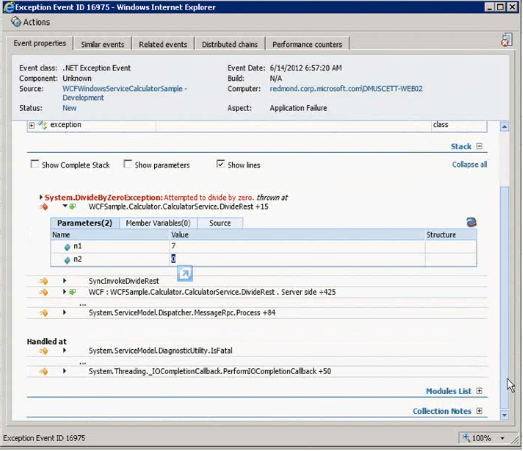 Exception Event ID 16975 - Windows Internet Explorer
Actions
Event properties Similar events Related events Distributed chains Performance counters
Event class: .NET Exception Event Event Date: 6/14/2012 6:57:20 AM
Component: Unknown Build: N/A
Source: WCFWindowsServiceCalculatorSample - Development Computer: redmond.corp.microsoft.com\DMUSCETT-WEB02
Status: New Aspect: Application Failure
exception class
Stack
Show Complete Stack Show parameters Show lines Collapse all
System.DivideByZeroException: Attempted to divide by zero. thrown at
WCFSample.Calculator.CalculatorService.DivideRest +15
Parameters(2) Member Variables(0) Source
Name Value Structure
n1 7
n2 0
SyncInvokeDivideRest
WCF : WCFSample.Calculator.CalculatorService.DivideRest . Server side +425
...
System.ServiceModel.Dispatcher.MessageRpc.Process +84
Handled at
System.ServiceModel.DiagnosticUtility.IsFatal
...
System.Threading._IOCompletionCallback.PerformIOCompletionCallback +50
Modules List
Collection Notes
Exception Event ID 16975 100%